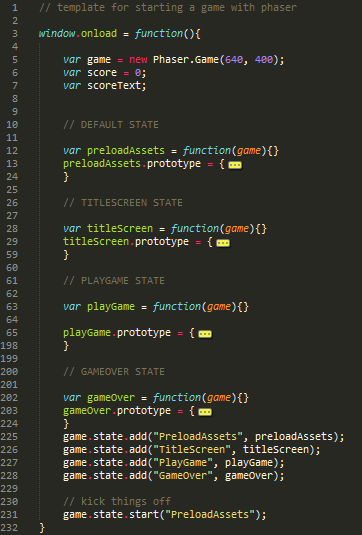 1 // template for starting a game with phaser
2
3 window.onload = function(){
4
5 var game = new Phaser.Game(640, 400);
6 var score = 0;
7 var scoreText;
8
9
10 // DEFAULT STATE
11
12 var preloadAssets = function(game){}
13 preloadAssets.prototype = {
24 }
25
26 // TITLESCREEN STATE
27
28 var titleScreen = function(game){}
29 titleScreen.prototype = {
59 }
60
61 // PLAYGAME STATE
62
63 var playGame = function(game){}
64
65 playGame.prototype = {
198 }
199
200 // GAMEOVER STATE
201
202 var gameOver = function(game){}
203 gameOver.prototype = {
224 }
225 game.state.add("PreloadAssets", preloadAssets);
226 game.state.add("TitleScreen", titleScreen);
227 game.state.add("PlayGame", playGame);
228 game.state.add("GameOver", gameOver);
229
230 // kick things off
231 game.state.start("PreloadAssets");
232 }